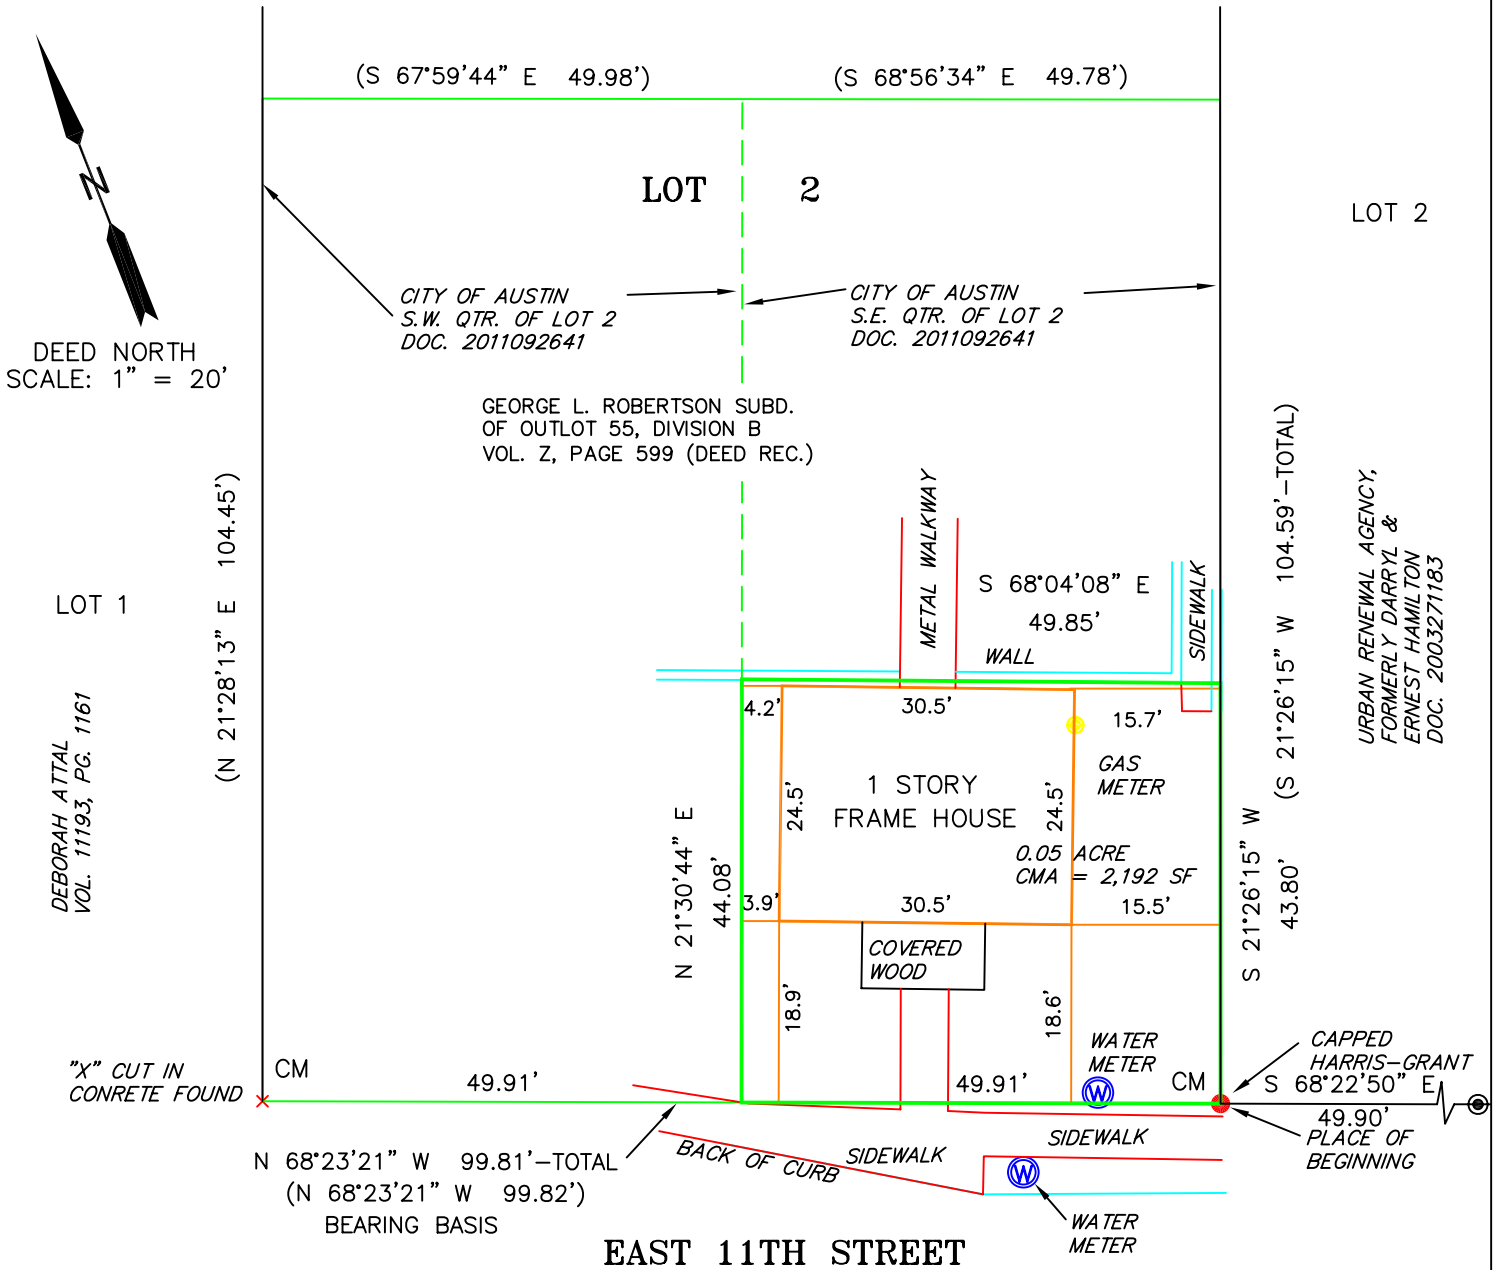 (S 67°59'44" E 49.98')
(S 68°56'34" E 49.78')
N
LOT 2
LOT 2
CITY OF AUSTIN
S.W. QTR. OF LOT 2
DOC. 2011092641
CITY OF AUSTIN
S.E. QTR. OF LOT 2
DOC. 2011092641
DEED NORTH
SCALE: 1" = 20'
GEORGE L. ROBERTSON SUBD.
OF OUTLOT 55, DIVISION B
VOL. Z, PAGE 599 (DEED REC.)
(N 21°28'13" E 104.45')
LOT 1
DEBORAH ATTAL
VOL. 11193, PG. 1161
METAL WALKWAY
S 68°04'08" E
49.85'
WALL
SIDEWALK
(S 21°26'15" W 104.59'-TOTAL)
URBAN RENEWAL AGENCY,
FORMERLY DARRYL &
ERNEST HAMILTON
DOC. 2003271183
4.2'
30.5'
15.7'
GAS
METER
1 STORY
FRAME HOUSE
24.5'
24.5'
N 21°30'44" E
44.08'
0.05 ACRE
CMA = 2,192 SF
S 21°26'15" W
43.80'
3.9'
30.5'
15.5'
COVERED
WOOD
18.9'
18.6'
WATER
METER
W
CM
CAPPED
HARRIS-GRANT
"X" CUT IN
CONRETE FOUND
CM
49.91'
49.91'
S 68°22'50" E
49.90'
PLACE OF
BEGINNING
N 68°23'21" W 99.81'-TOTAL
(N 68°23'21" W 99.82')
BEARING BASIS
BACK OF CURB
SIDEWALK
SIDEWALK
W
WATER
METER
EAST 11TH STREET